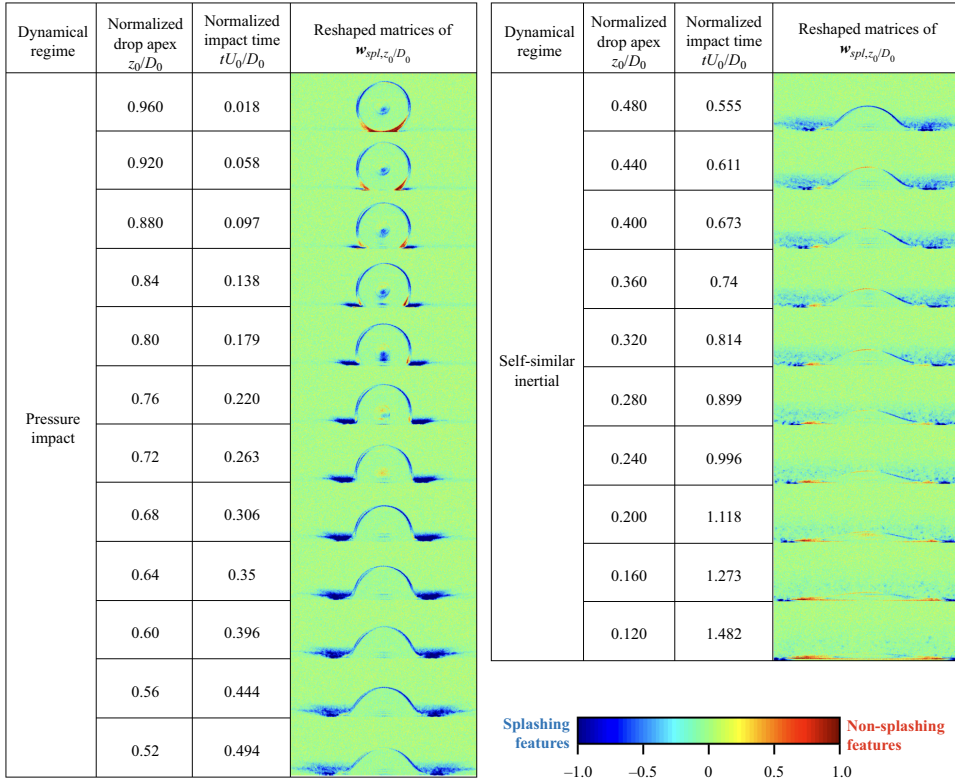 Dynamical
regime
Normalized
drop apex
z0/D0
Normalized
impact time
tU0/D0
Reshaped matrices of
w_spl,z0/D0
Pressure
impact
0.960 0.018
0.920 0.058
0.880 0.097
0.84 0.138
0.80 0.179
0.76 0.220
0.72 0.263
0.68 0.306
0.64 0.35
0.60 0.396
0.56 0.444
0.52 0.494
Dynamical
regime
Normalized
drop apex
z0/D0
Normalized
impact time
tU0/D0
Reshaped matrices of
w_spl,z0/D0
Self-similar
inertial
0.480 0.555
0.440 0.611
0.400 0.673
0.360 0.74
0.320 0.814
0.280 0.899
0.240 0.996
0.200 1.118
0.160 1.273
0.120 1.482
Splashing
features
Non-splashing
features
−1.0 −0.5 0 0.5 1.0